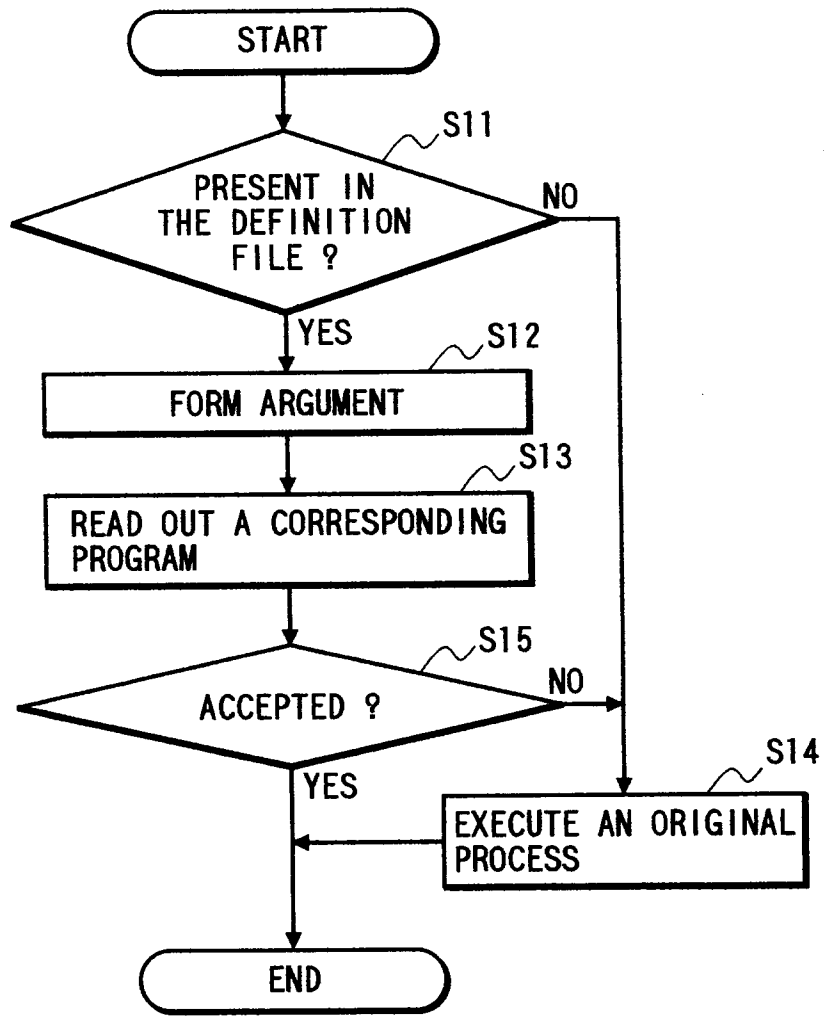 START
S11
PRESENT IN
THE DEFINITION
FILE ?
NO
YES
S12
FORM ARGUMENT
S13
READ OUT A CORRESPONDING
PROGRAM
S15
ACCEPTED ?
NO
YES
S14
EXECUTE AN ORIGINAL
PROCESS
END